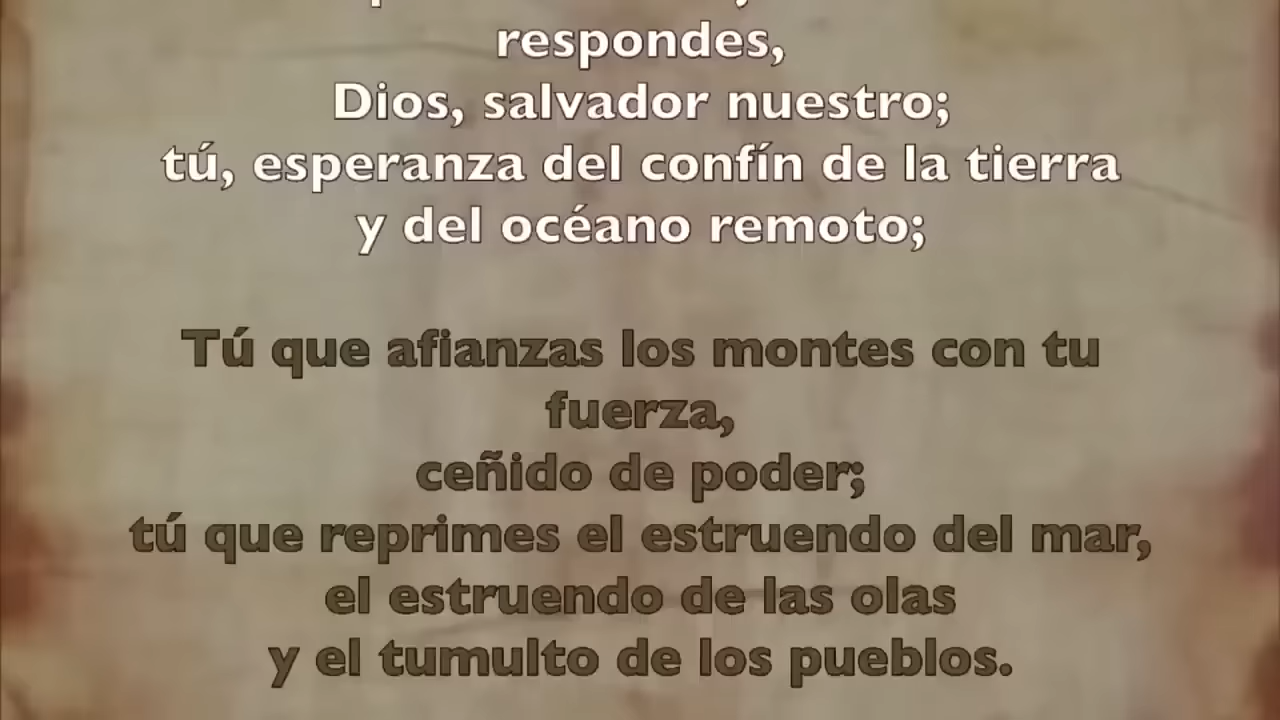 respondes,
Dios, salvador nuestro;
tú, esperanza del confín de la tierra
y del océano remoto;
Tú que afianzas los montes con tu
fuerza,
ceñido de poder;
tú que reprimes el estruendo del mar,
el estruendo de las olas
y el tumulto de los pueblos.